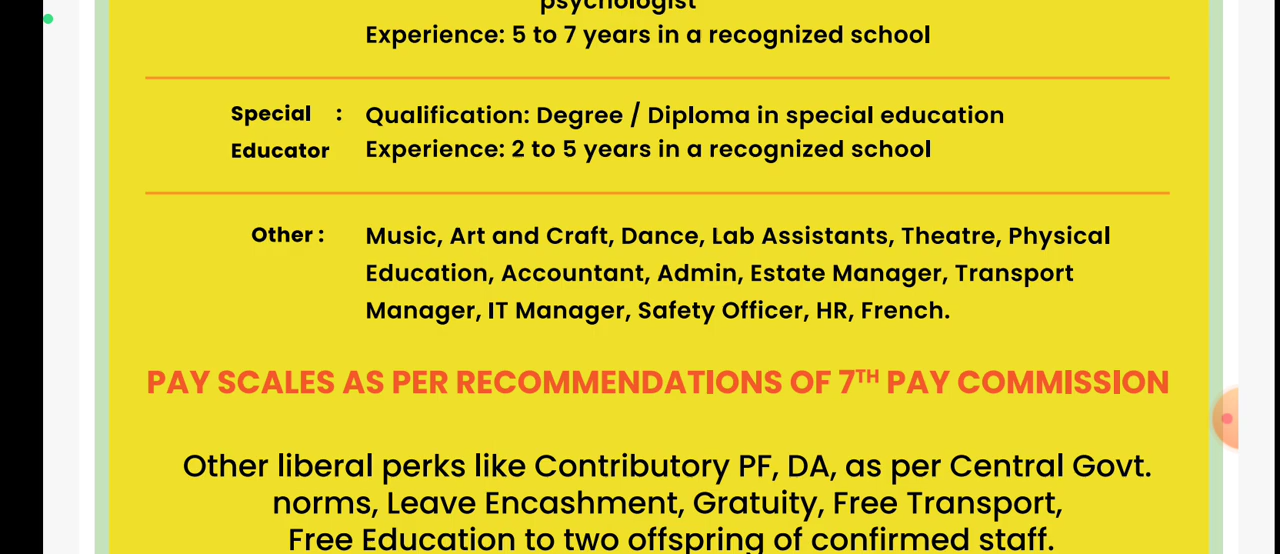 psychologist
Experience: 5 to 7 years in a recognized school
Special : Qualification: Degree / Diploma in special education
Educator Experience: 2 to 5 years in a recognized school
Other : Music, Art and Craft, Dance, Lab Assistants, Theatre, Physical
Education, Accountant, Admin, Estate Manager, Transport
Manager, IT Manager, Safety Officer, HR, French.
PAY SCALES AS PER RECOMMENDATIONS OF 7TH PAY COMMISSION
Other liberal perks like Contributory PF, DA, as per Central Govt.
norms, Leave Encashment, Gratuity, Free Transport,
Free Education to two offspring of confirmed staff.